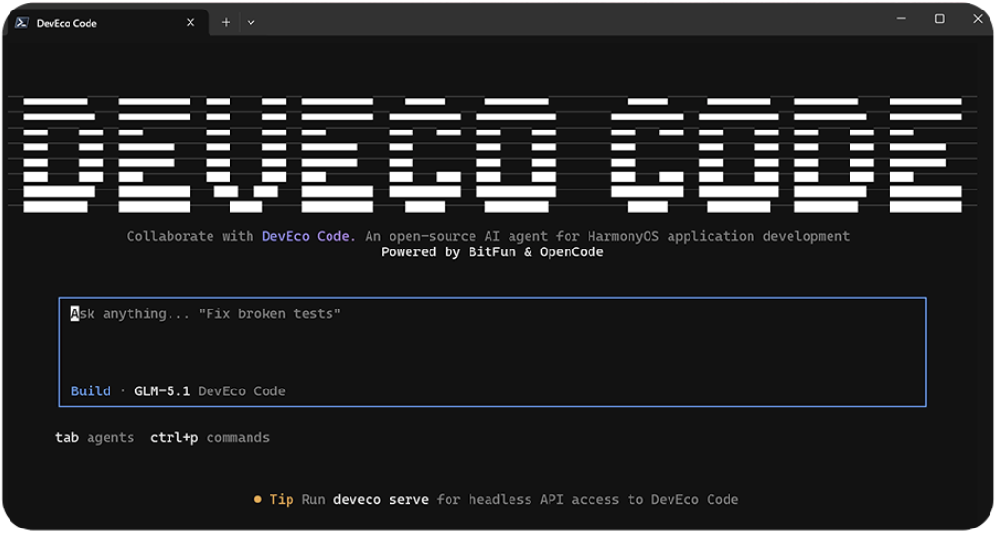 DevEco Code
DEVECO CODE
Collaborate with DevEco Code. An open-source AI agent for HarmonyOS application development
Powered by BitFun & OpenCode
Ask anything... "Fix broken tests"
Build · GLM-5.1 DevEco Code
tab agents ctrl+p commands
● Tip Run deveco serve for headless API access to DevEco Code